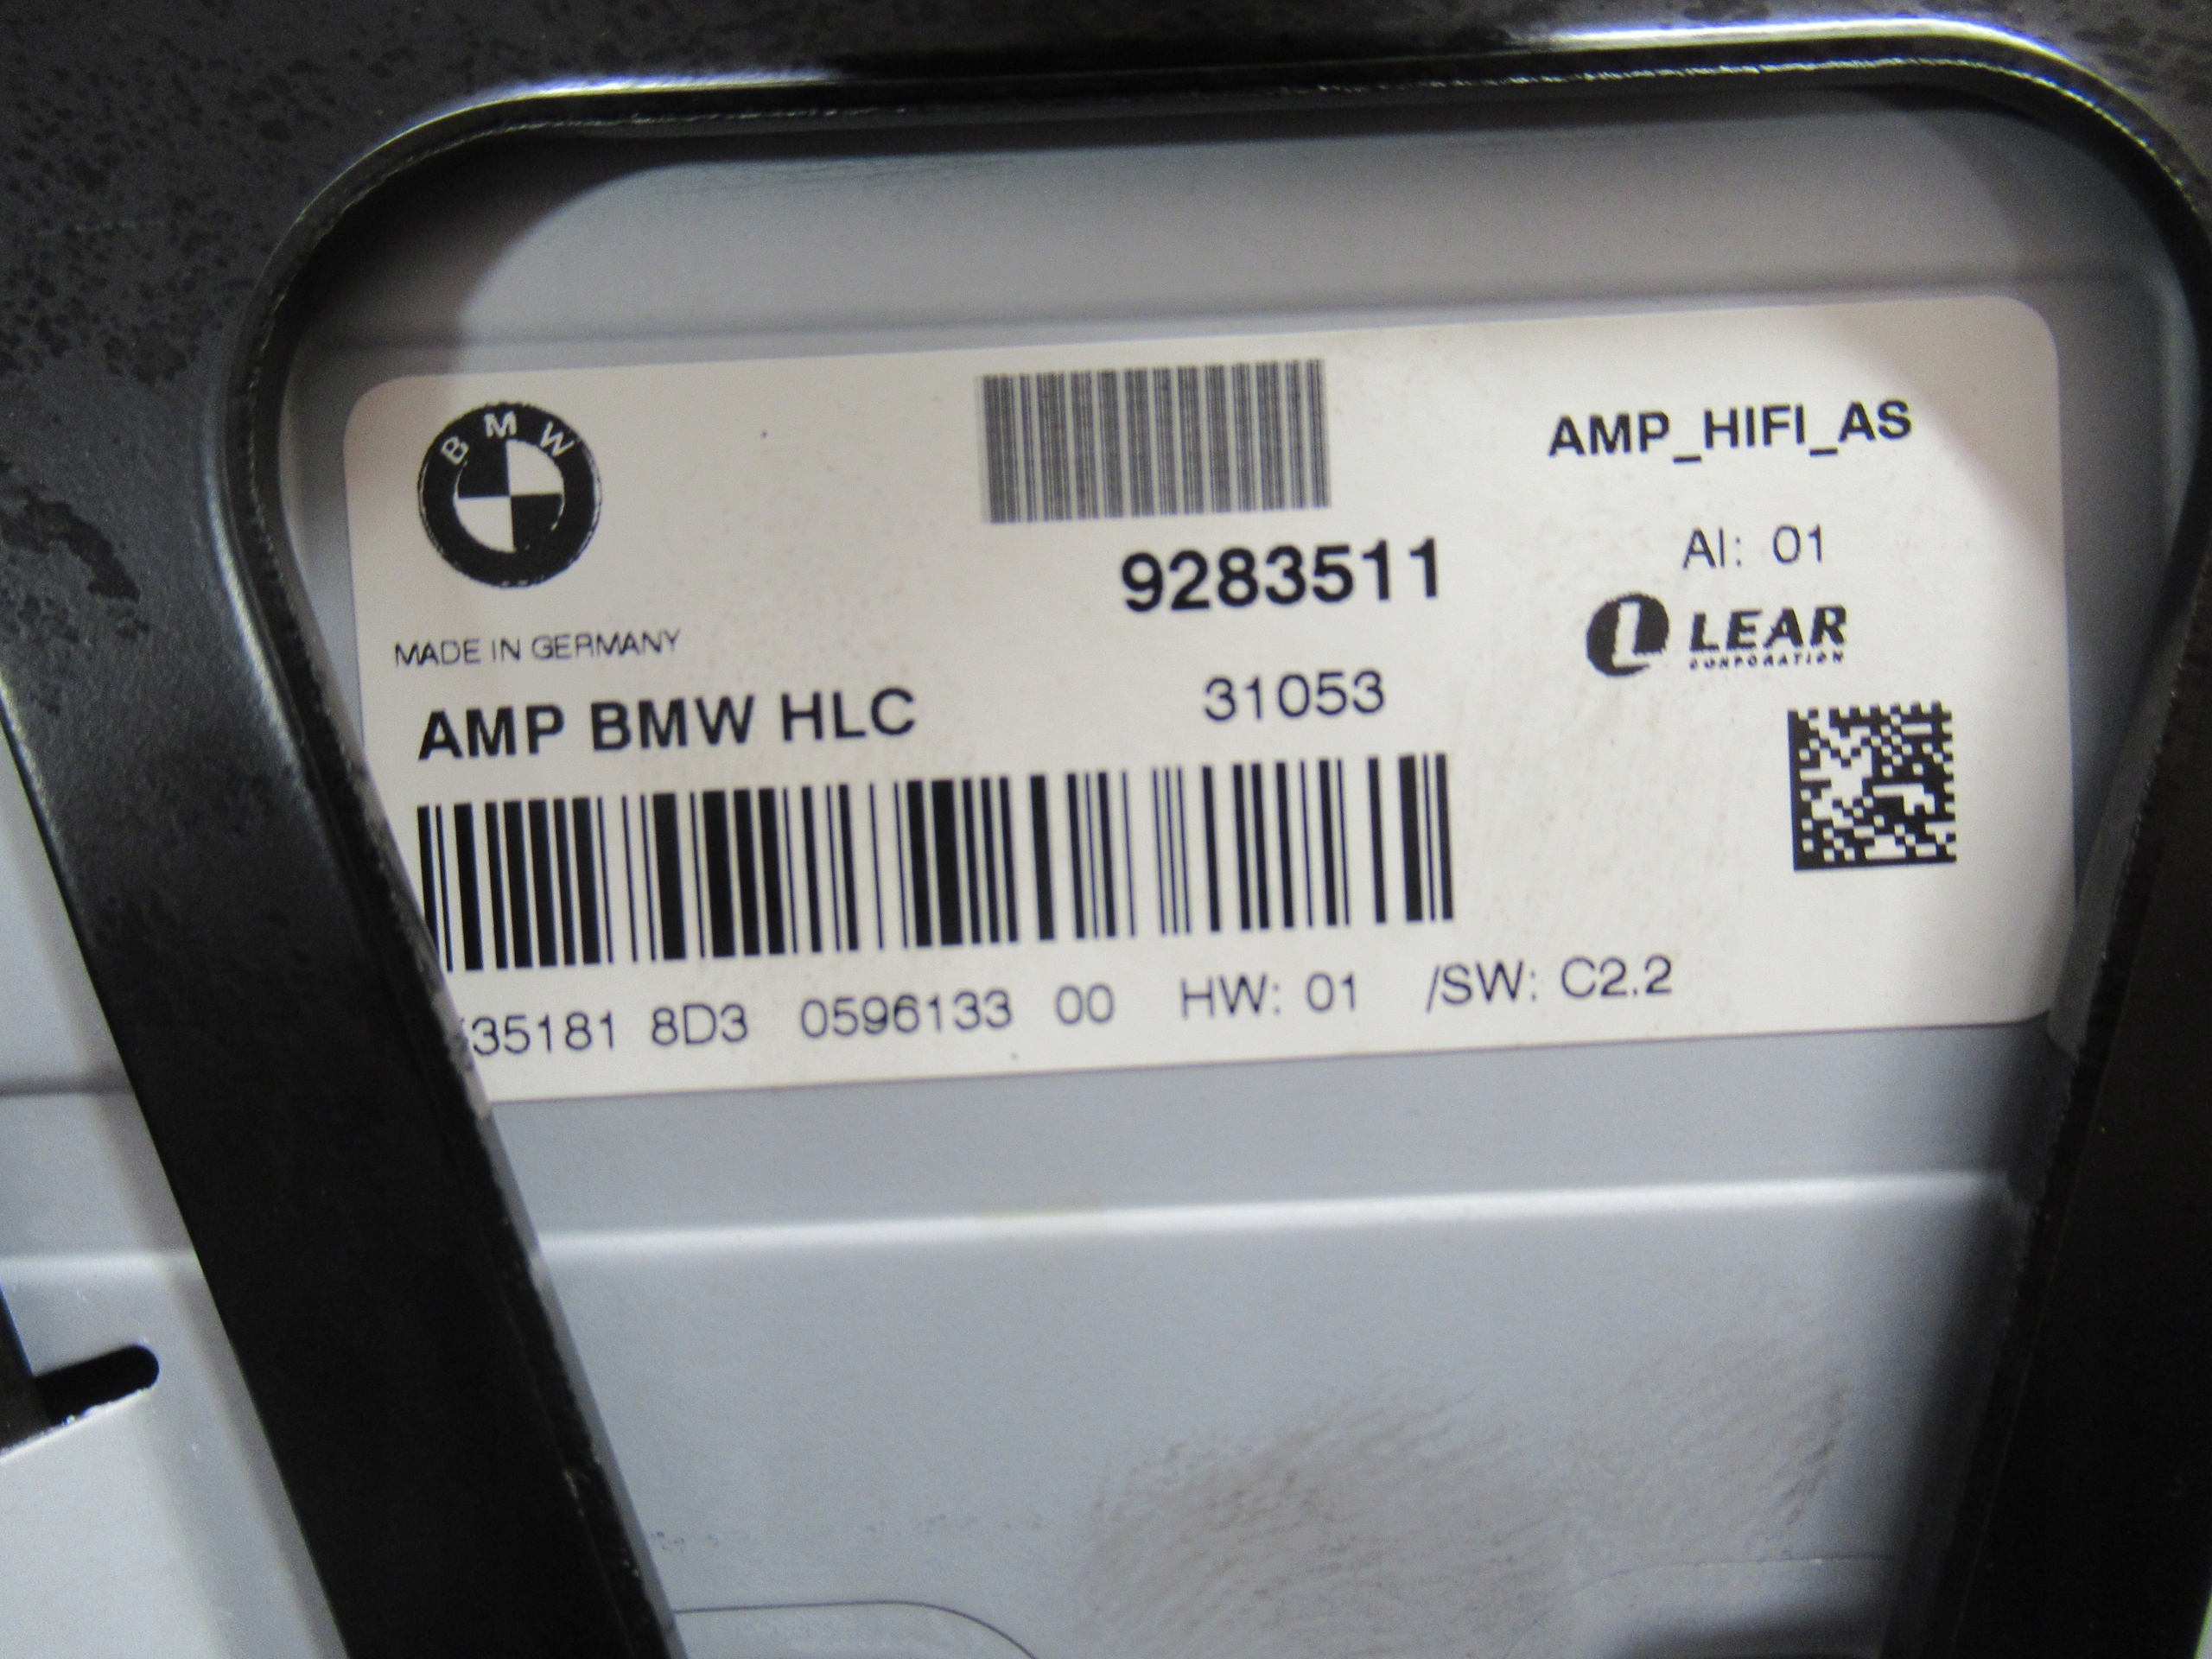 BMW
AMP_HIFI_AS
AI: 01
9283511
LEAR
CORPORATION
MADE IN GERMANY
AMP BMW HLC 31053
35181 8D3 0596133 00 HW: 01 /SW: C2.2